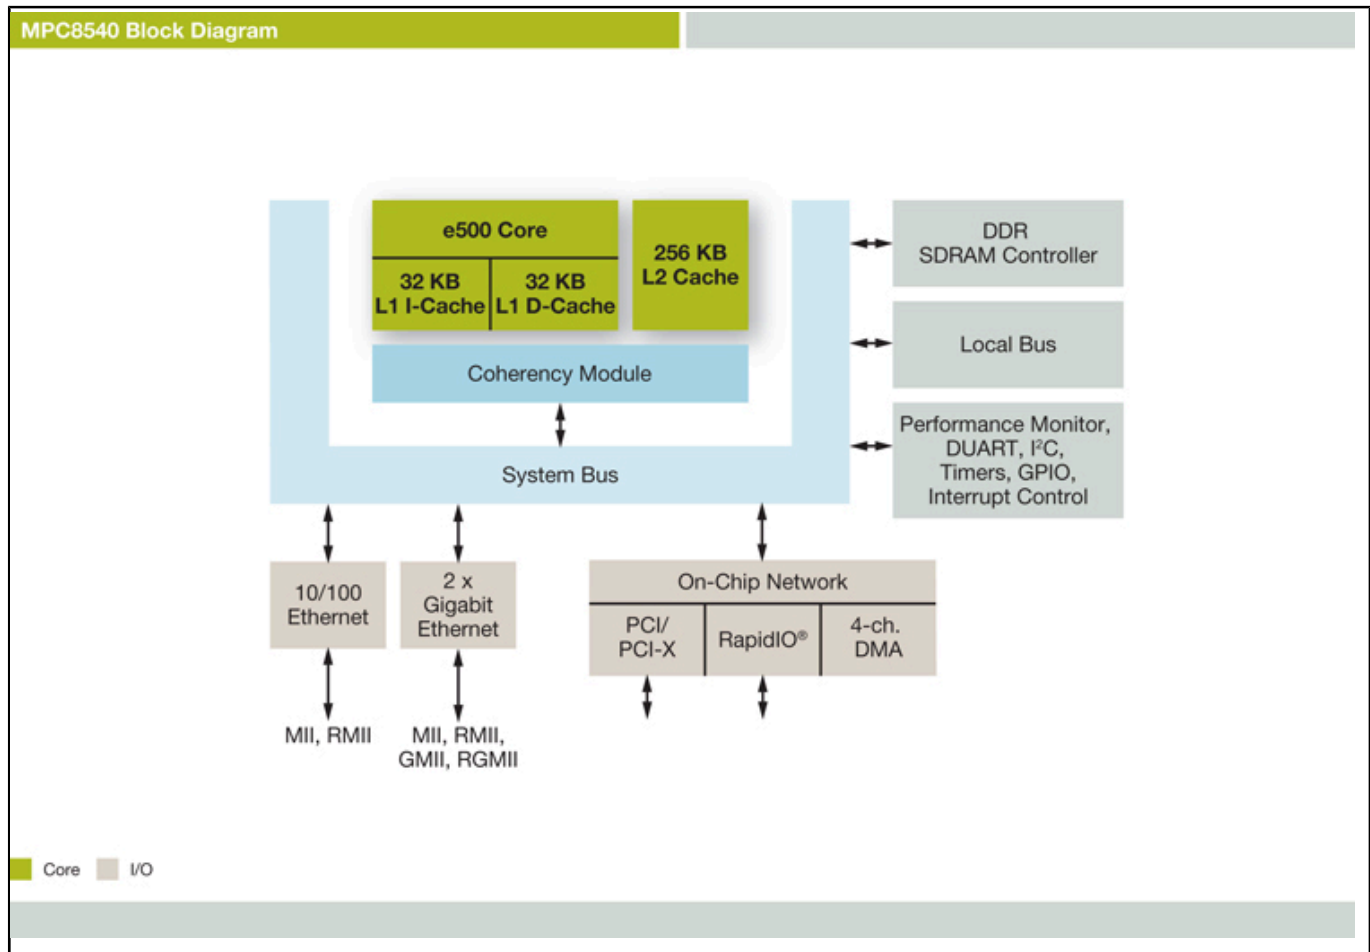 MPC8540 Block Diagram
e500 Core
32 KB
L1 I-Cache
32 KB
L1 D-Cache
256 KB
L2 Cache
Coherency Module
System Bus
DDR
SDRAM Controller
Local Bus
Performance Monitor,
DUART, I²C,
Timers, GPIO,
Interrupt Control
10/100
Ethernet
2 x
Gigabit
Ethernet
On-Chip Network
PCI/
PCI-X
RapidIO®
4-ch.
DMA
MII, RMII
MII, RMII,
GMII, RGMII
Core
I/O